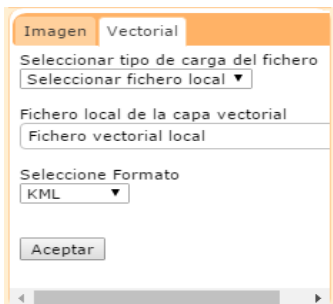 Imagen Vectorial
Seleccionar tipo de carga del fichero
Seleccionar fichero local ▼
Fichero local de la capa vectorial
Fichero vectorial local
Seleccione Formato
KML ▼
Aceptar